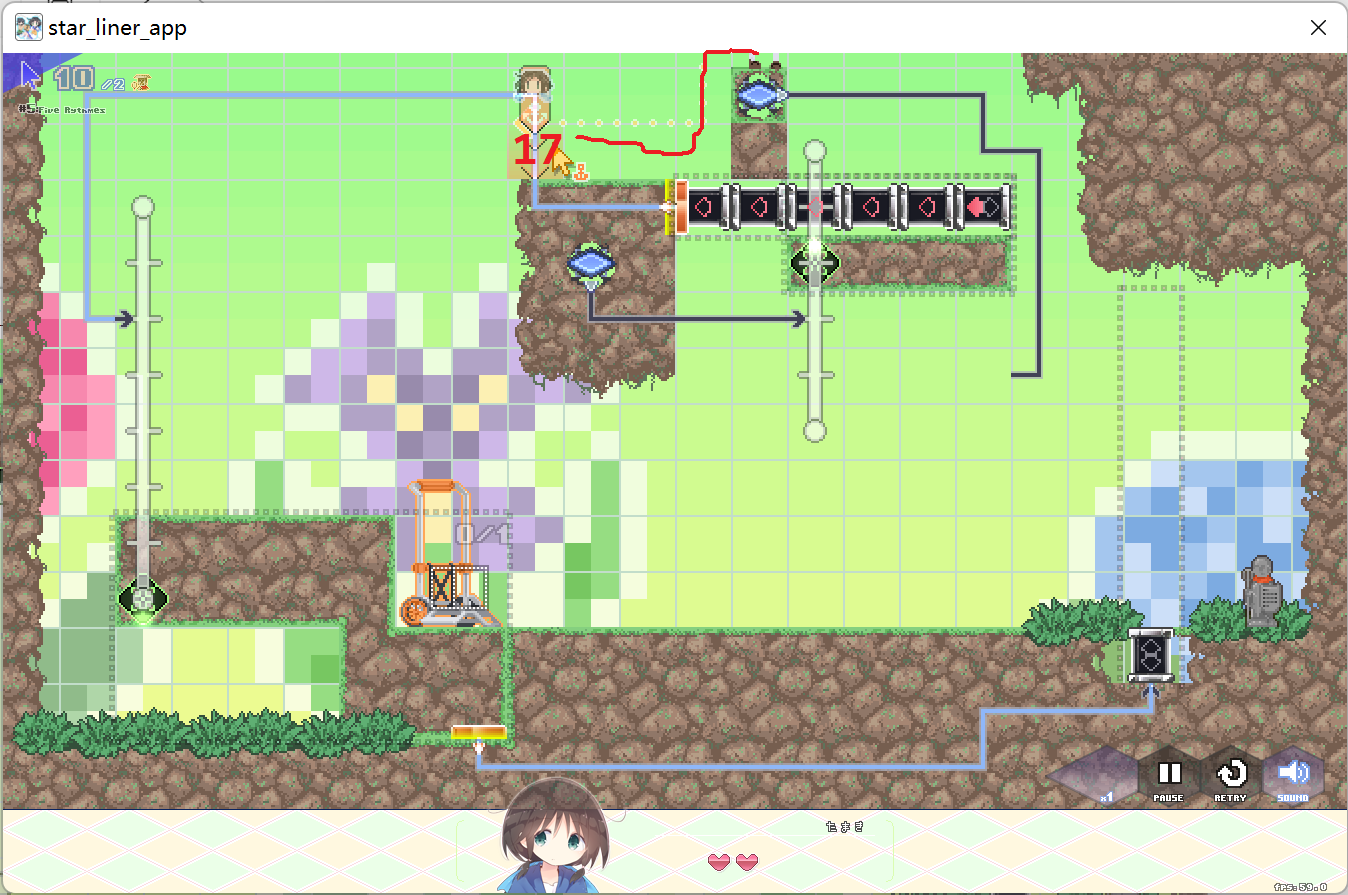 star_liner_app
10 /2
#5:Five Rythmes
17
0/1
x1
PAUSE
RETRY
SOUND
たまき
fps:59.0